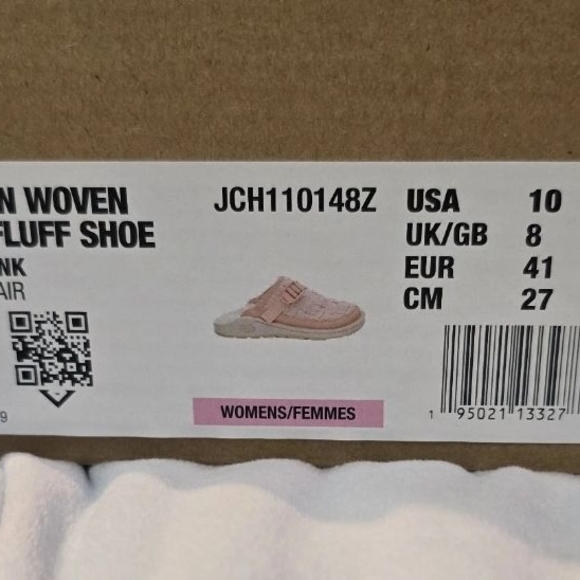 N WOVEN
FLUFF SHOE
NK
AIR
9
JCH110148Z
WOMENS/FEMMES
USA 10
UK/GB 8
EUR 41
CM 27
1 95021 13327